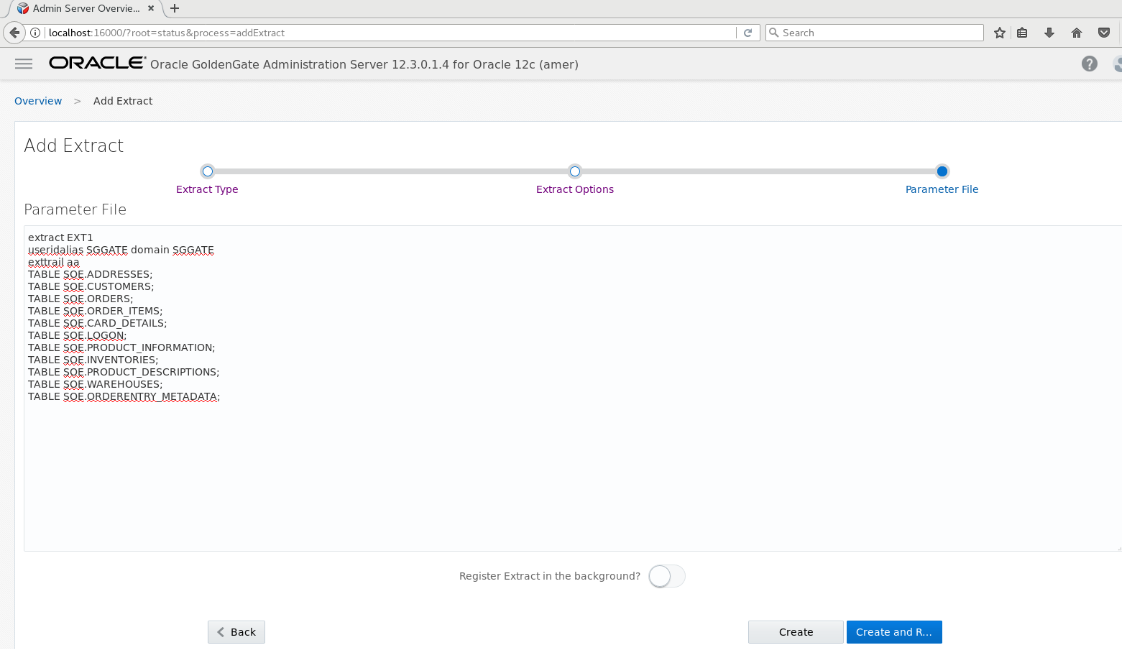 Admin Server Overvie... × +
localhost:16000/?root=status&process=addExtract
Search
ORACLE Oracle GoldenGate Administration Server 12.3.0.1.4 for Oracle 12c (amer)
?
Overview > Add Extract
Add Extract
Extract Type Extract Options Parameter File
Parameter File
extract EXT1
useridalias SGGATE domain SGGATE
exttrail aa
TABLE SOE.ADDRESSES;
TABLE SOE.CUSTOMERS;
TABLE SOE.ORDERS;
TABLE SOE.ORDER_ITEMS;
TABLE SOE.CARD_DETAILS;
TABLE SOE.LOGON;
TABLE SOE.PRODUCT_INFORMATION;
TABLE SOE.INVENTORIES;
TABLE SOE.PRODUCT_DESCRIPTIONS;
TABLE SOE.WAREHOUSES;
TABLE SOE.ORDERENTRY_METADATA;
Register Extract in the background?
Back Create Create and R...